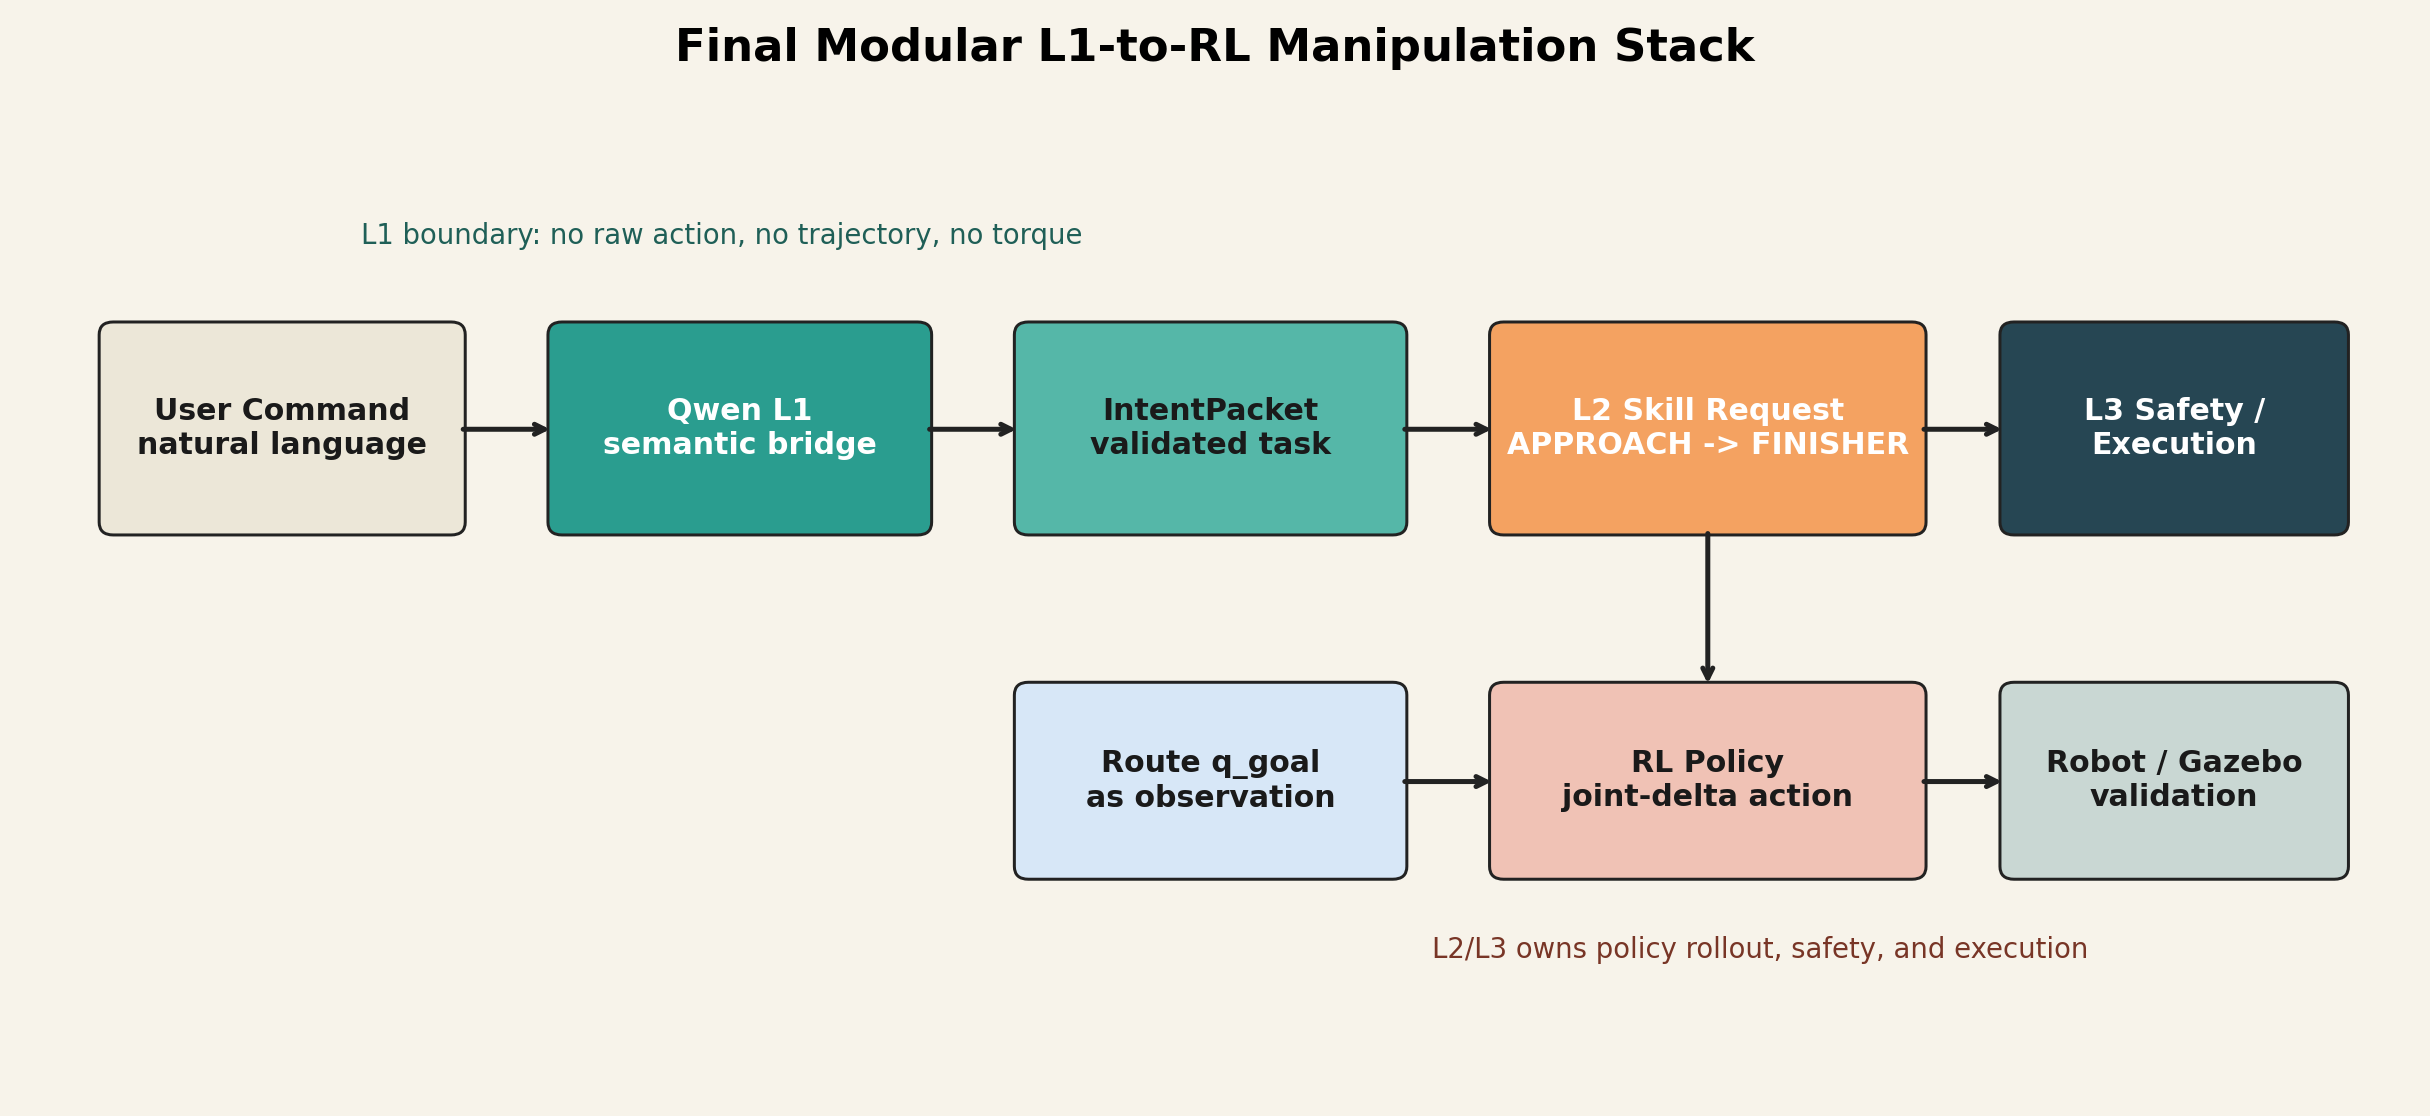 Final Modular L1-to-RL Manipulation Stack
L1 boundary: no raw action, no trajectory, no torque
User Command
natural language
Qwen L1
semantic bridge
IntentPacket
validated task
L2 Skill Request
APPROACH -> FINISHER
L3 Safety /
Execution
Route q_goal
as observation
RL Policy
joint-delta action
Robot / Gazebo
validation
L2/L3 owns policy rollout, safety, and execution